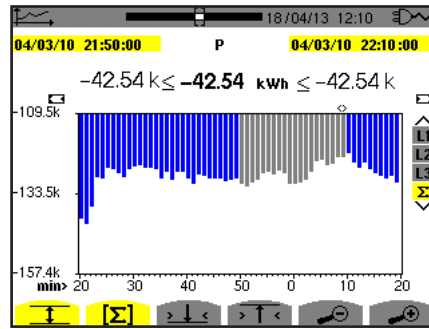 18/04/13 12:10
04/03/10 21:50:00 P 04/03/10 22:10:00
-42.54 k≤ -42.54 kWh ≤ -42.54 k
-109.5k
-133.5k
-157.4k
L1
L2
L3
Σ
min> 20 30 40 50 0 10 20
[Σ]